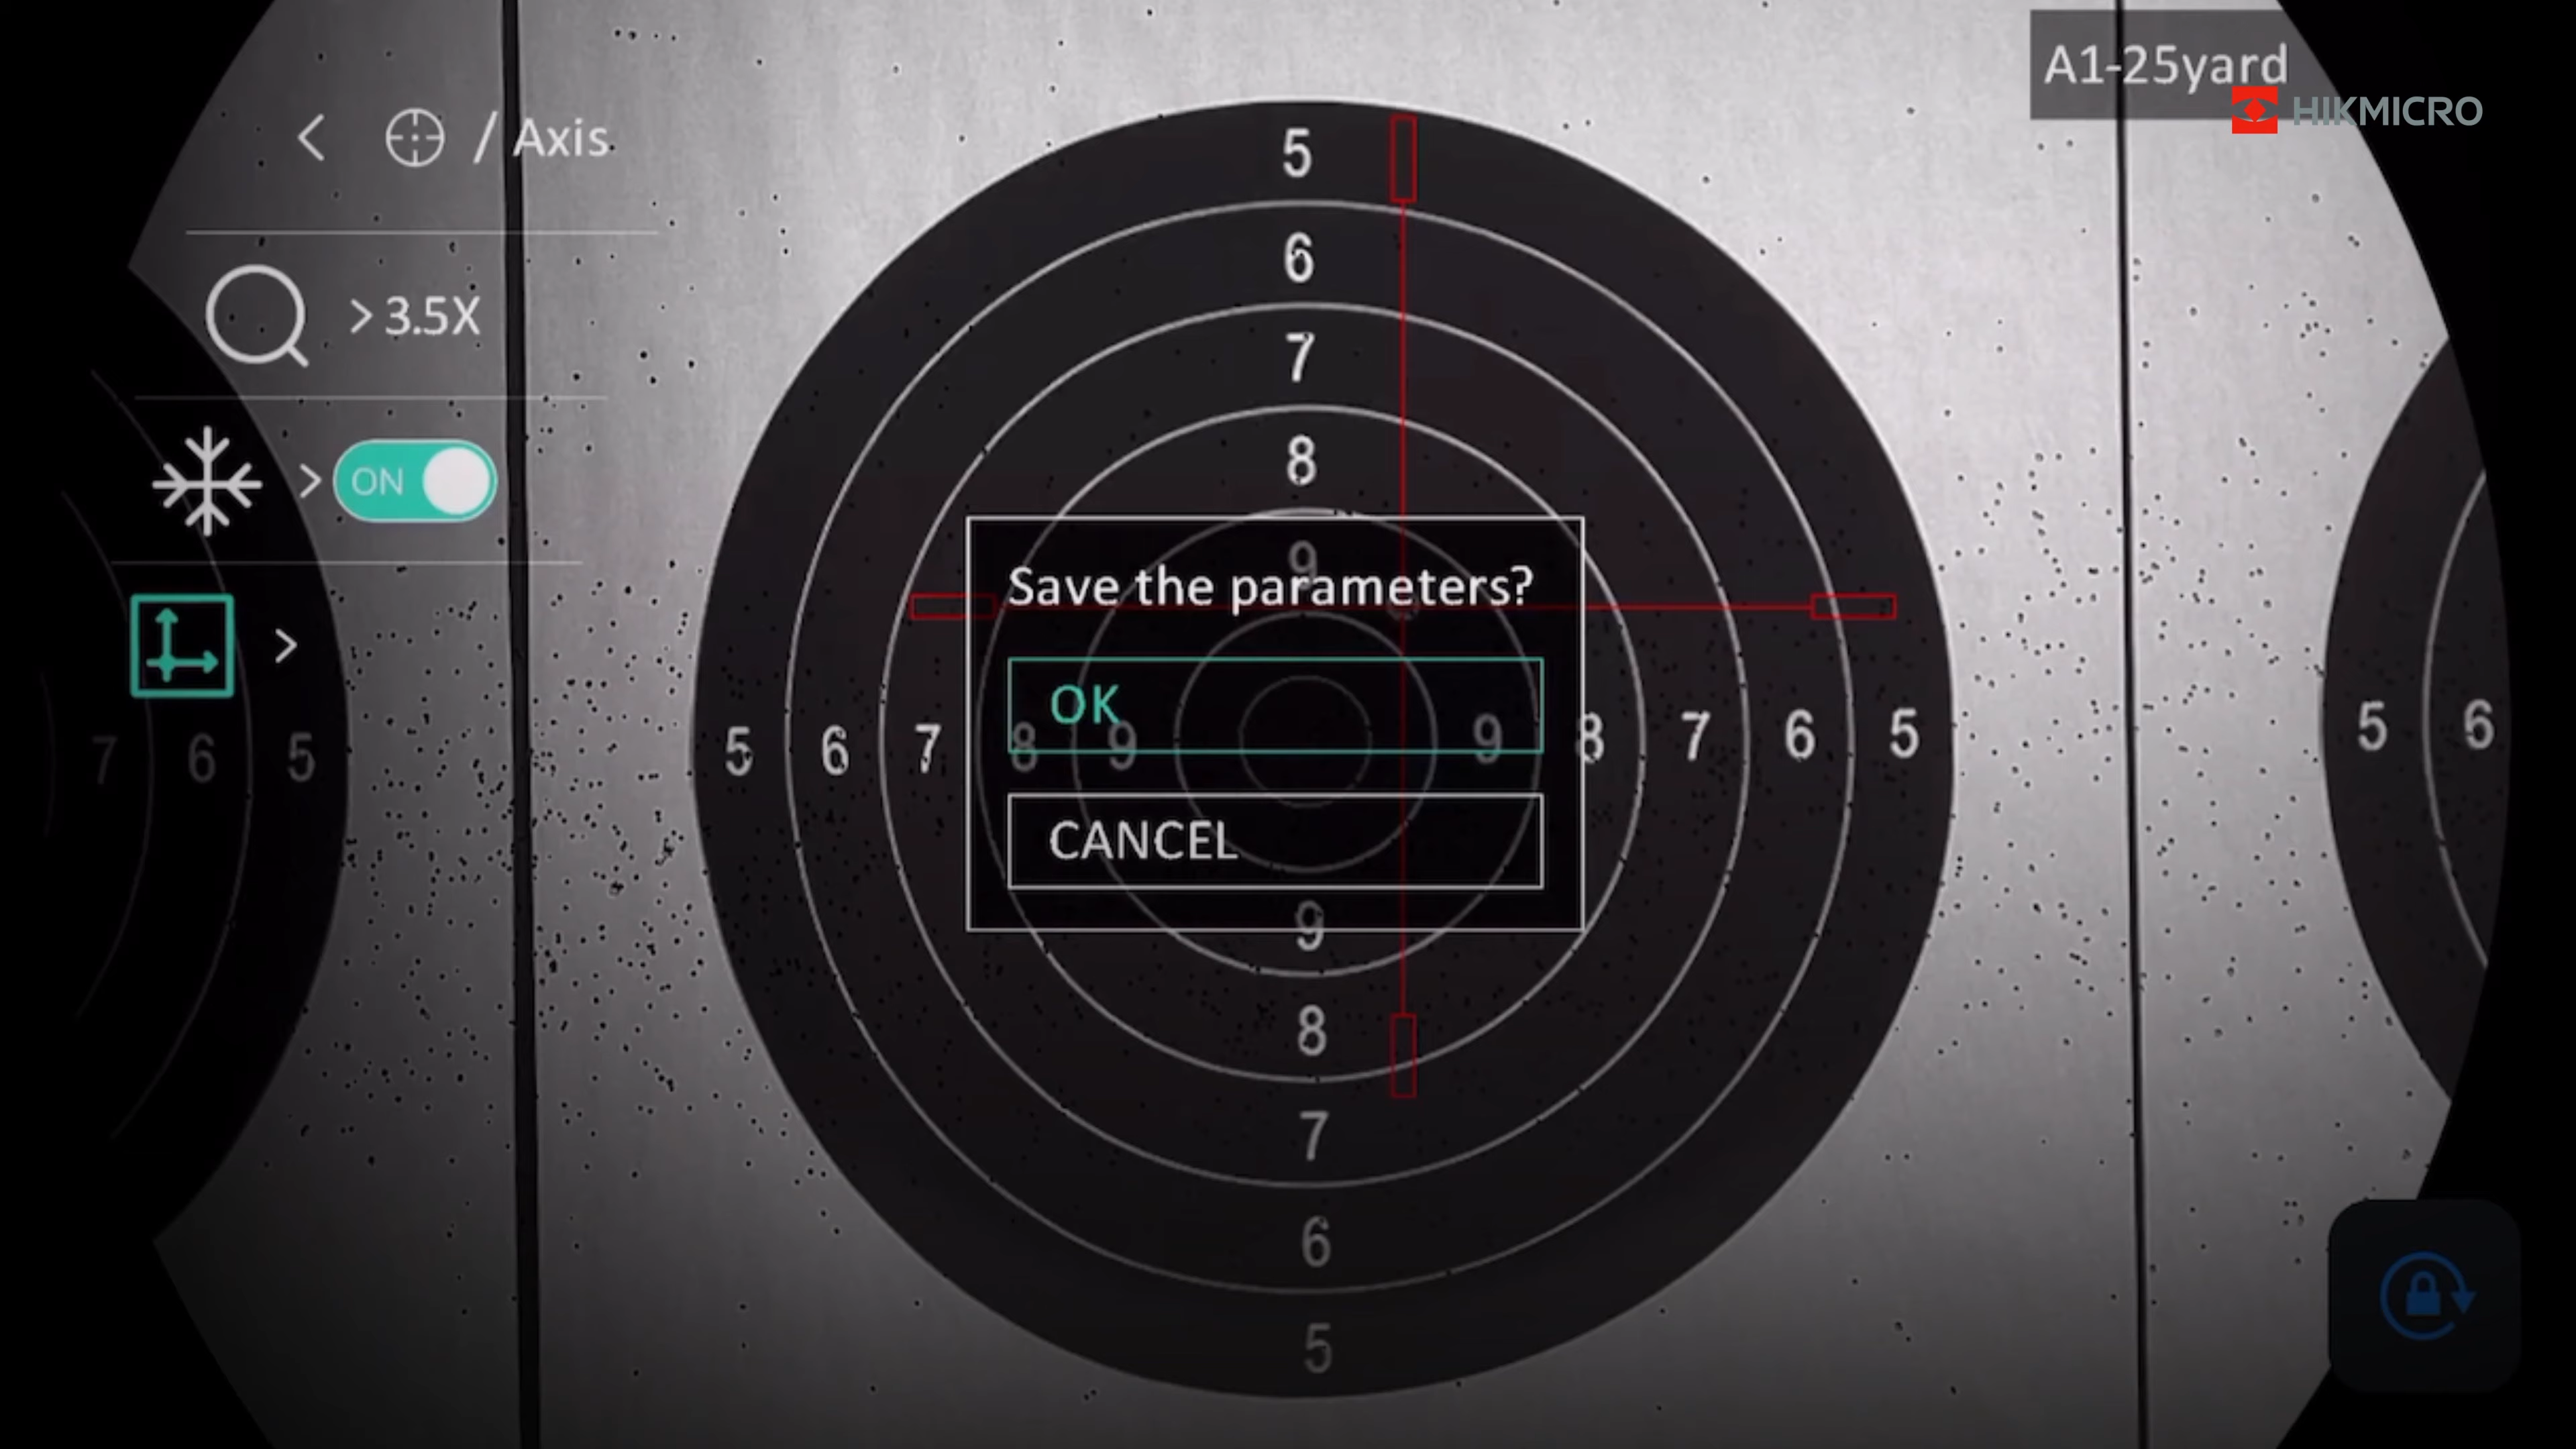 A1-25yard
HIKMICRO
/ Axis
> 3.5X
> ON
>
5
6
7
8
9
Save the parameters?
OK
CANCEL
7 6 5
5 6 7 8 9
9 8 7 6 5
5 6
9
8
7
6
5